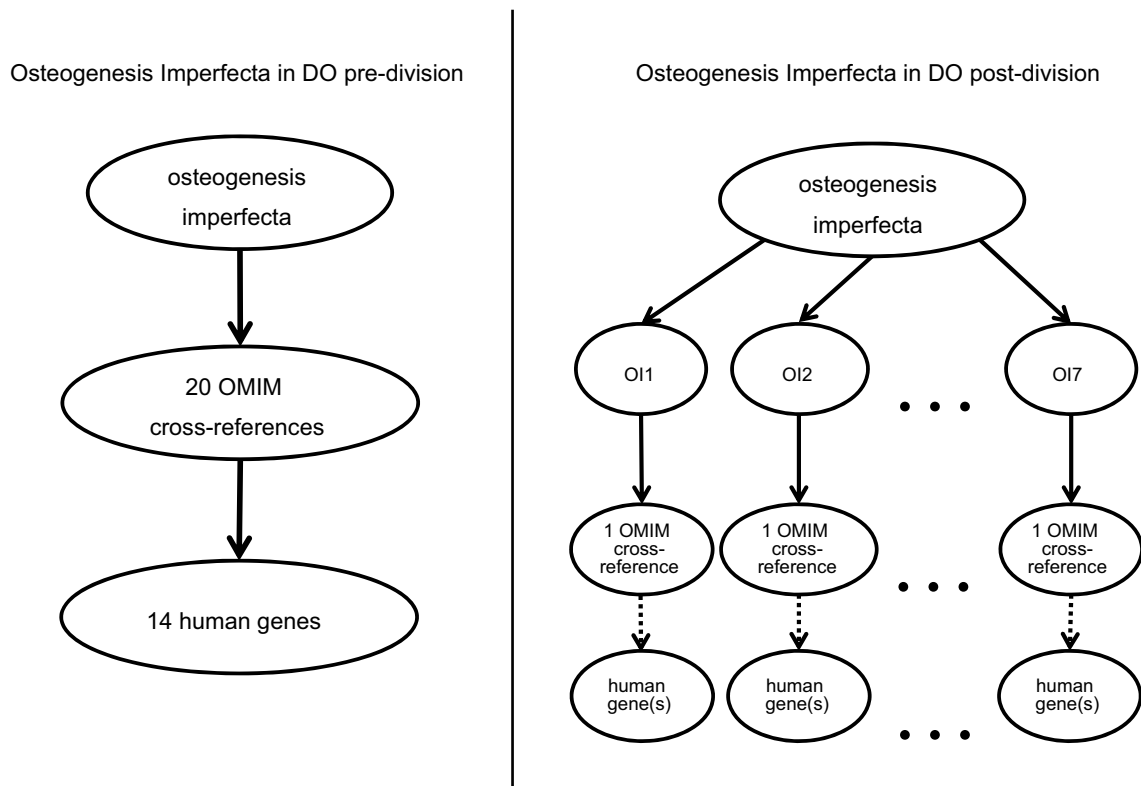 Osteogenesis Imperfecta in DO pre-division
osteogenesis
imperfecta
20 OMIM
cross-references
14 human genes
Osteogenesis Imperfecta in DO post-division
osteogenesis
imperfecta
OI1
OI2
OI7
1 OMIM
cross-
reference
1 OMIM
cross-
reference
1 OMIM
cross-
reference
human
gene(s)
human
gene(s)
human
gene(s)